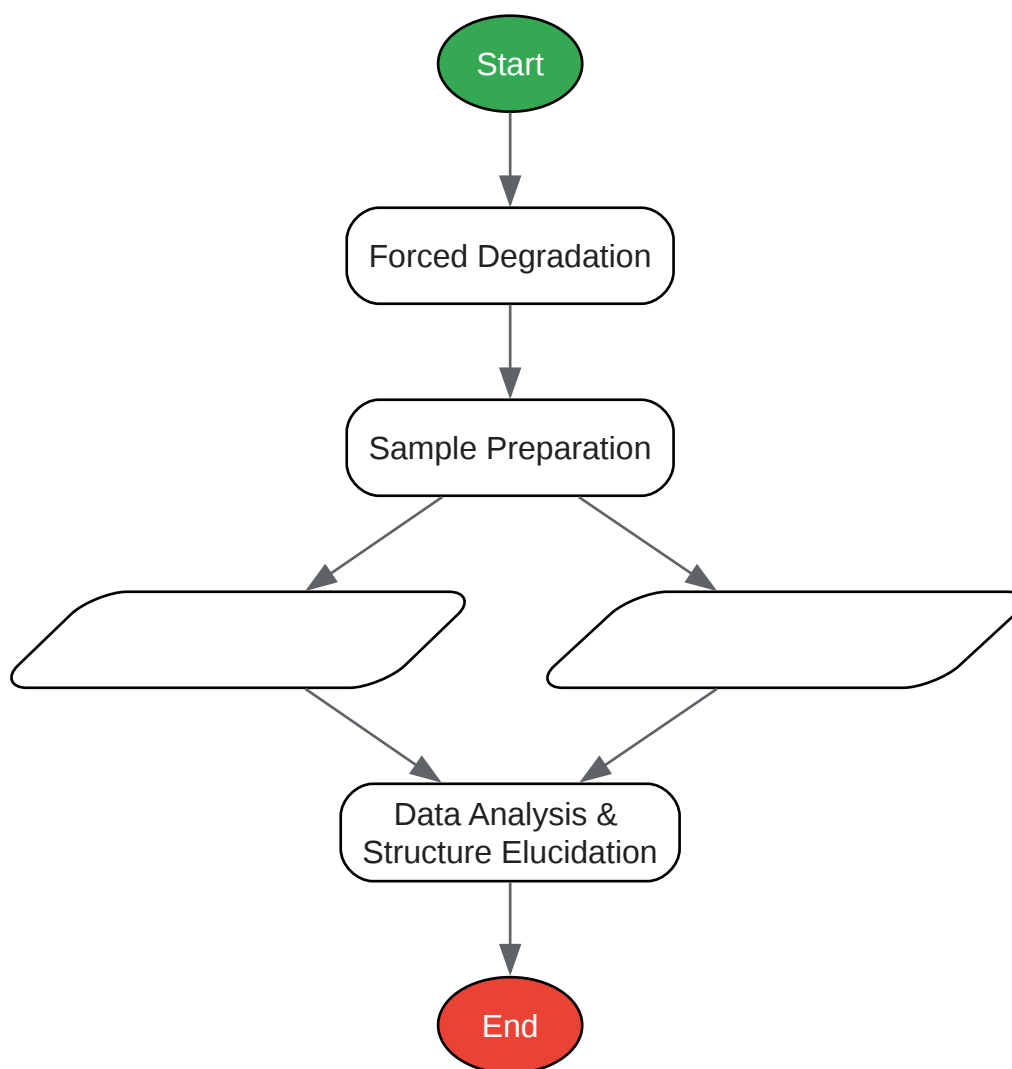 Start
Forced Degradation
Sample Preparation
Data Analysis &
Structure Elucidation
End